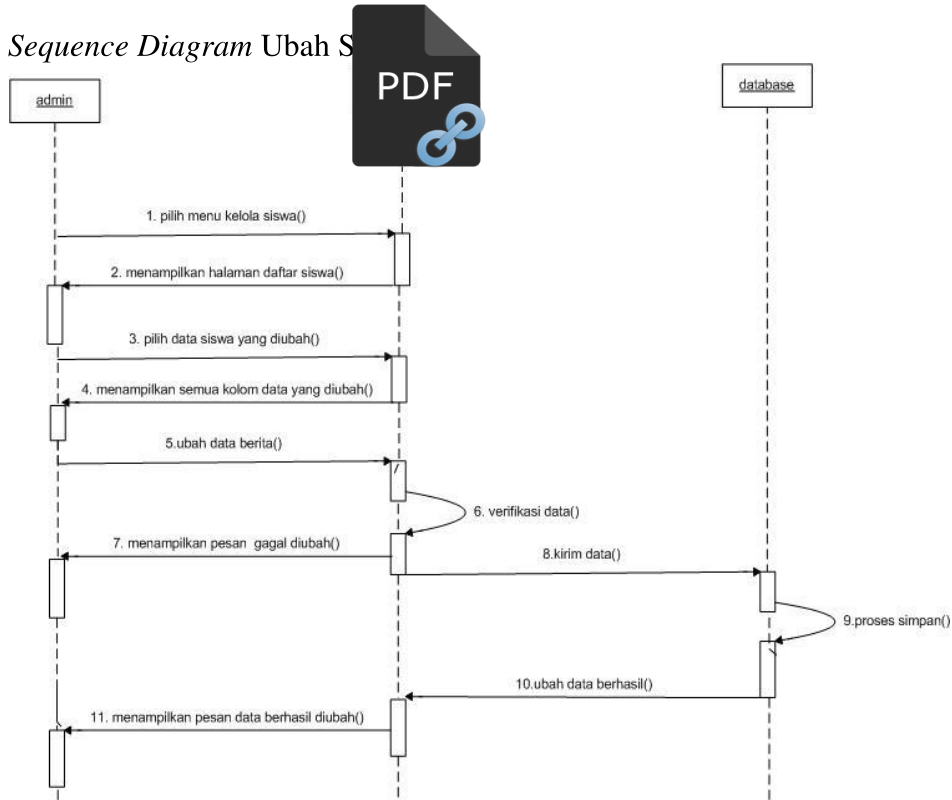 Sequence Diagram Ubah S
PDF
admin
database
1. pilih menu kelola siswa()
2. menampilkan halaman daftar siswa()
3. pilih data siswa yang diubah()
4. menampilkan semua kolom data yang diubah()
5.ubah data berita()
6. verifikasi data()
7. menampilkan pesan gagal diubah()
8.kirim data()
9.proses simpan()
10.ubah data berhasil()
11. menampilkan pesan data berhasil diubah()